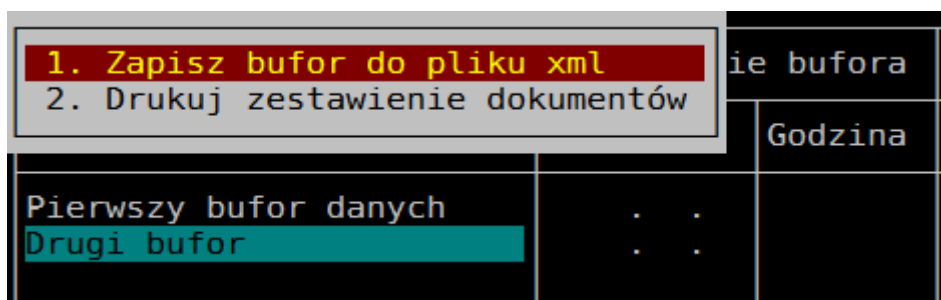 1. Zapisz bufor do pliku xml
2. Drukuj zestawienie dokumentów
ie bufora
Godzina
Pierwszy bufor danych . .
Drugi bufor . .